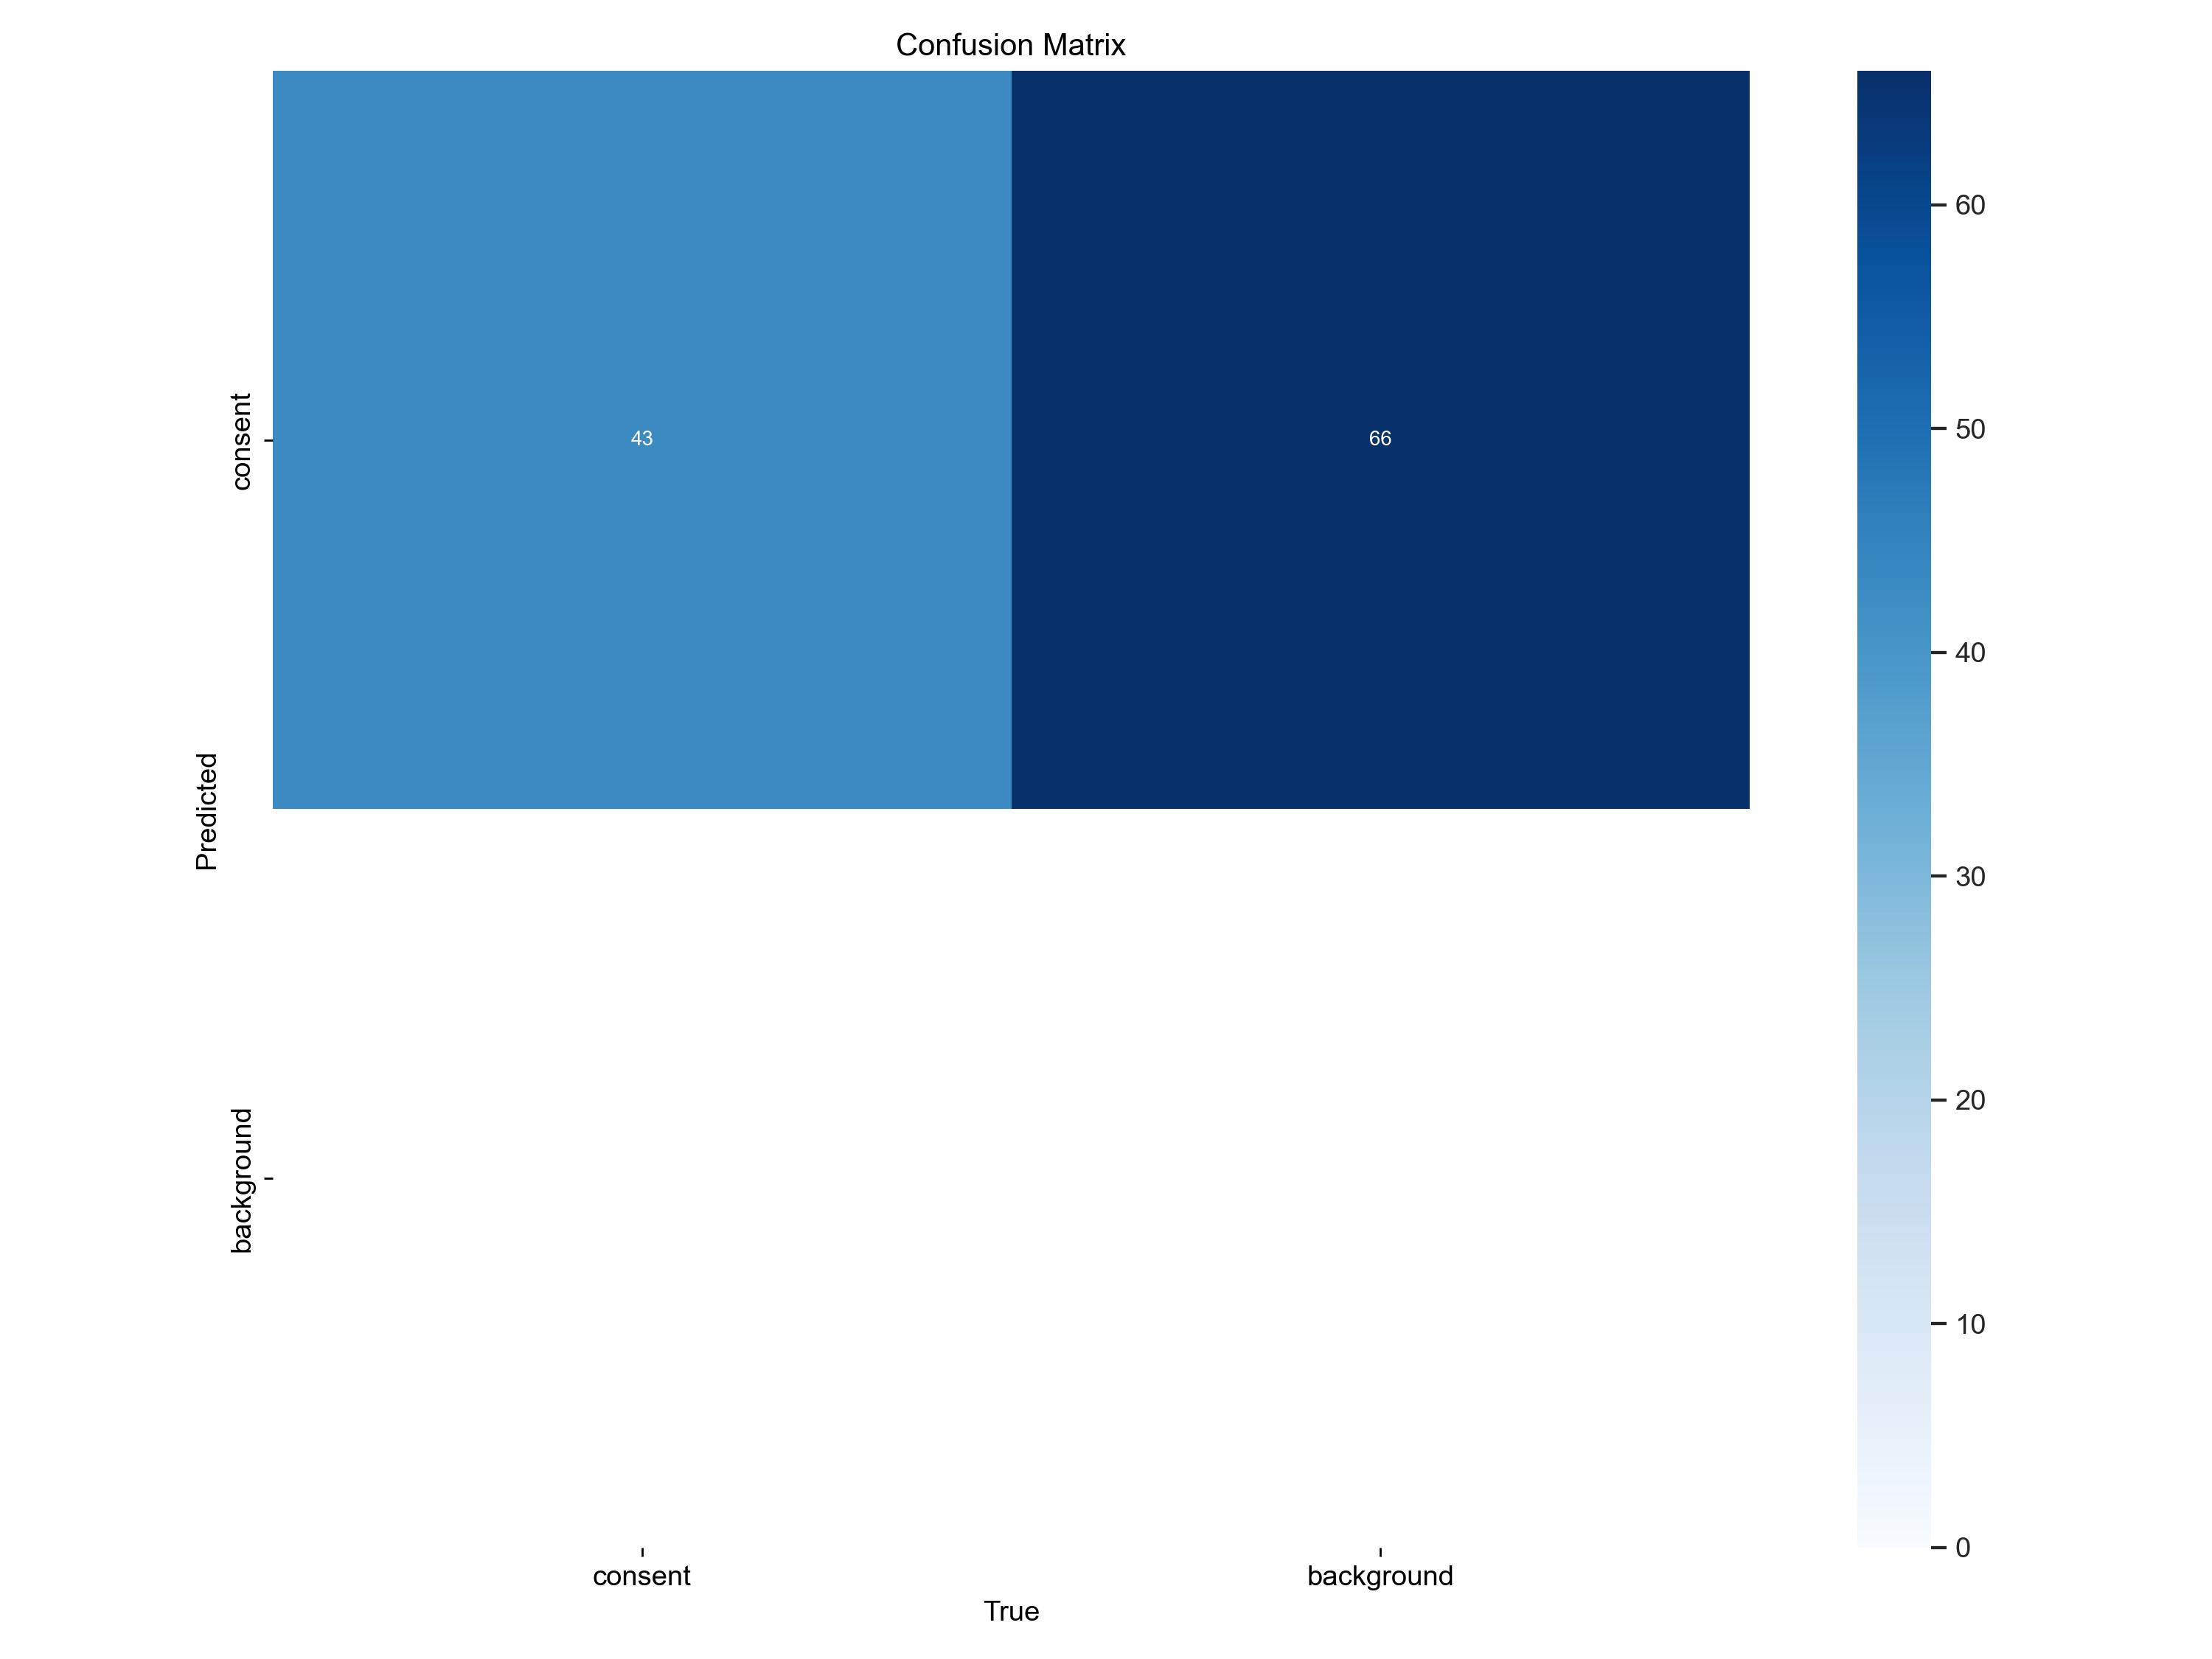 Confusion Matrix
consent
43
66
60
50
40
30
20
10
0
Predicted
background
consent
background
True